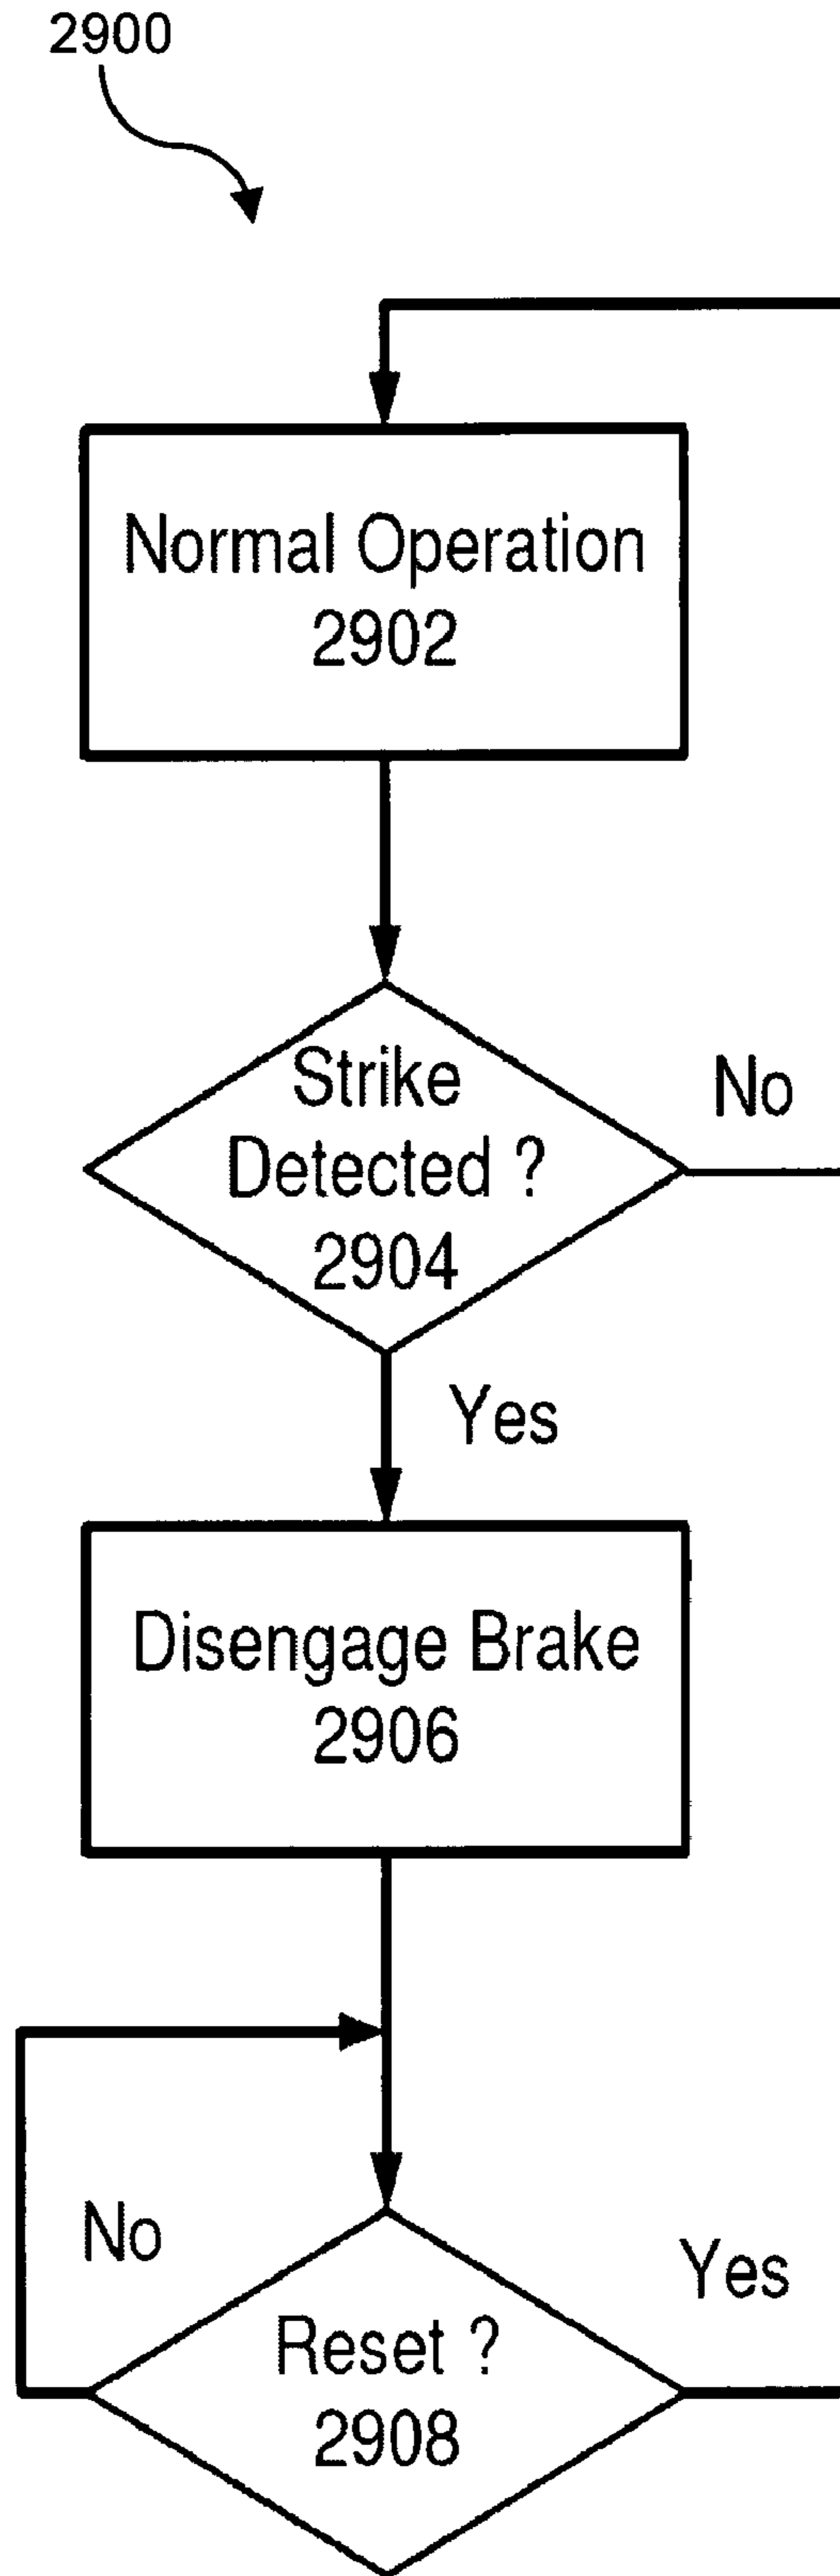 2900
Normal Operation
2902
Strike
Detected ?
2904
No
Yes
Disengage Brake
2906
No
Yes
Reset ?
2908